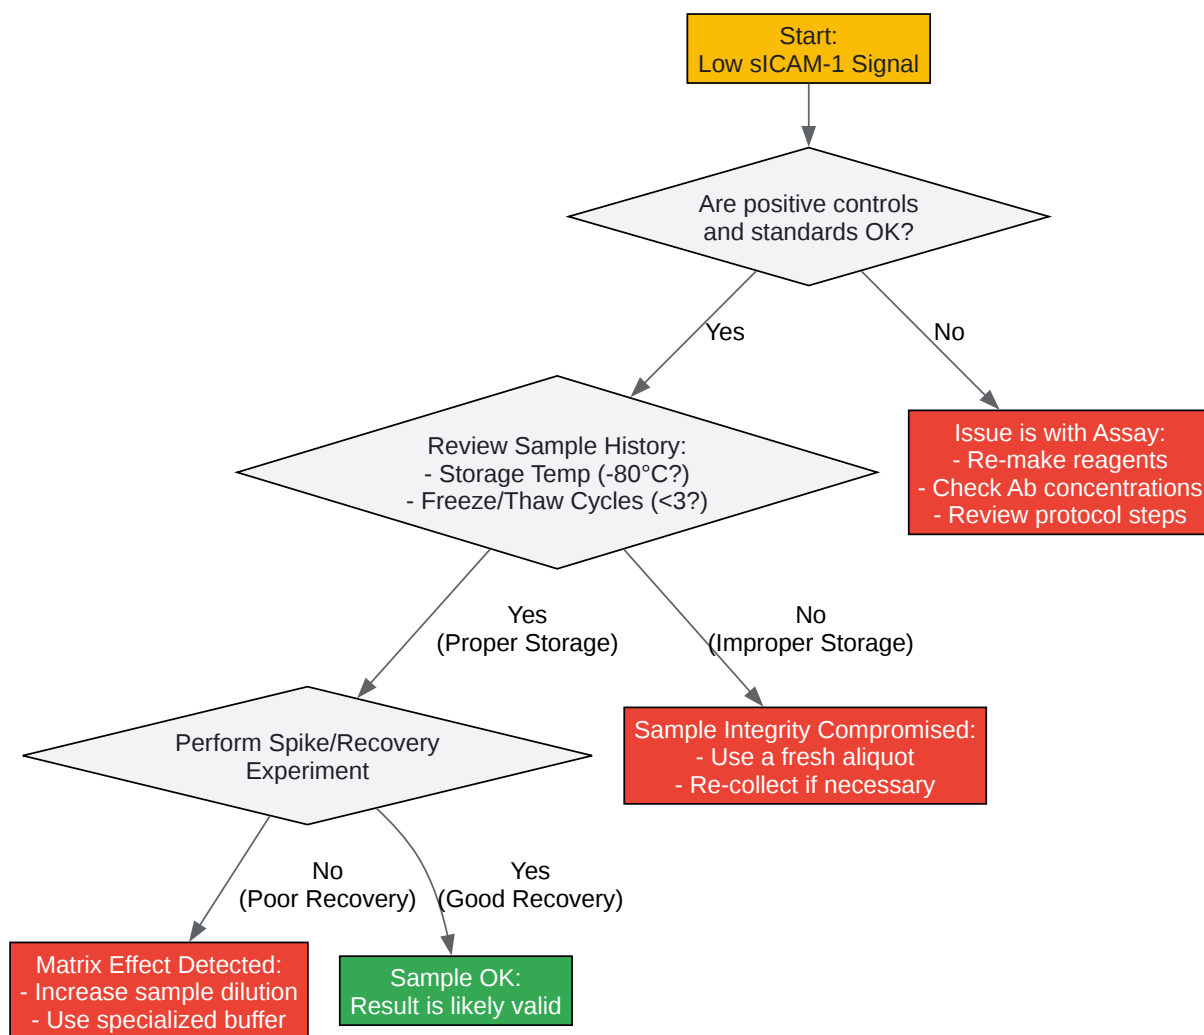 Start:
Low sICAM-1 Signal
Are positive controls
and standards OK?
Yes
No
Review Sample History:
- Storage Temp (-80°C?)
- Freeze/Thaw Cycles (<3?)
Issue is with Assay:
- Re-make reagents
- Check Ab concentrations
- Review protocol steps
Yes
(Proper Storage)
No
(Improper Storage)
Perform Spike/Recovery
Experiment
Sample Integrity Compromised:
- Use a fresh aliquot
- Re-collect if necessary
No
(Poor Recovery)
Yes
(Good Recovery)
Matrix Effect Detected:
- Increase sample dilution
- Use specialized buffer
Sample OK:
Result is likely valid